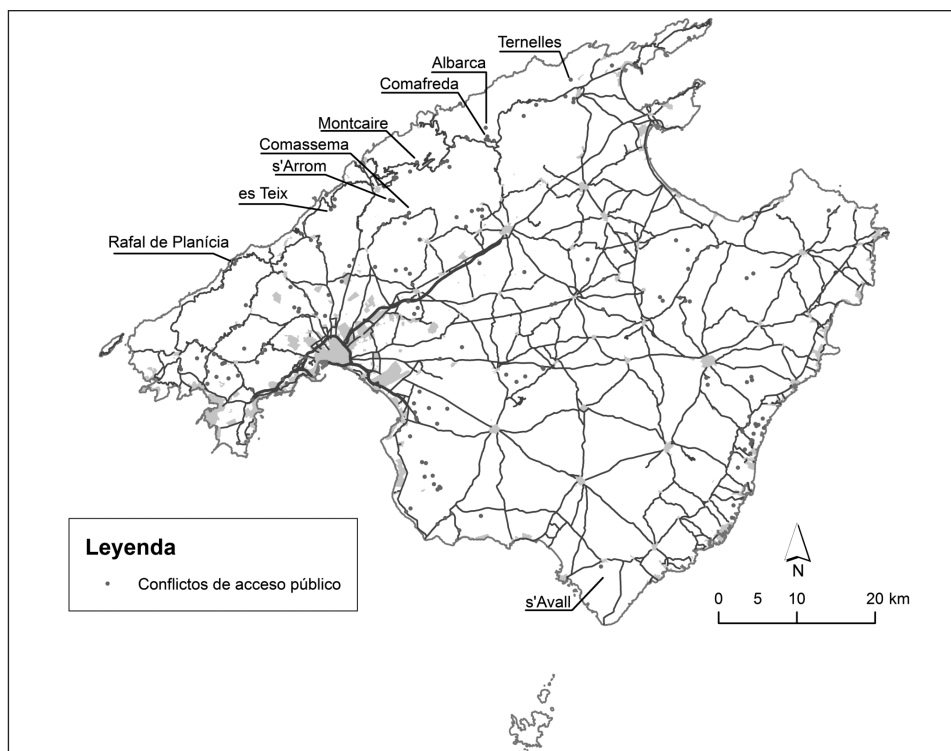 Ternelles
Albarca
Comafreda
Montcaire
Comassema
s'Arrom
es Teix
Rafal de Planícia
Leyenda
Conflictos de acceso público
s'Avall
N
0 5 10 20 km